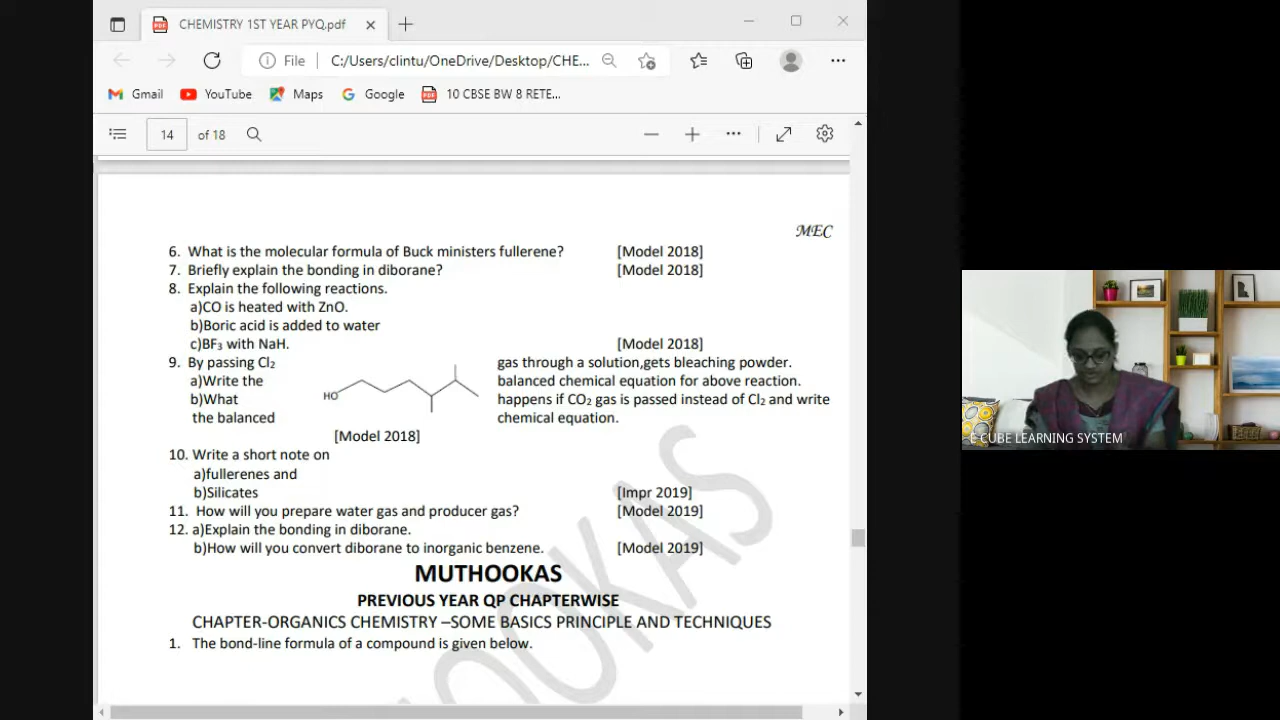 CHEMISTRY 1ST YEAR PYQ.pdf
File C:/Users/clintu/OneDrive/Desktop/CHE...
Gmail YouTube Maps Google 10 CBSE BW 8 RETE...
14 of 18
MEC
6. What is the molecular formula of Buck ministers fullerene? [Model 2018]
7. Briefly explain the bonding in diborane? [Model 2018]
8. Explain the following reactions.
a)CO is heated with ZnO.
b)Boric acid is added to water
c)BF3 with NaH. [Model 2018]
9. By passing Cl2 gas through a solution,gets bleaching powder.
a)Write the balanced chemical equation for above reaction.
b)What HO happens if CO2 gas is passed instead of Cl2 and write
the balanced chemical equation.
[Model 2018]
10. Write a short note on
a)fullerenes and
b)Silicates [Impr 2019]
11. How will you prepare water gas and producer gas? [Model 2019]
12. a)Explain the bonding in diborane.
b)How will you convert diborane to inorganic benzene. [Model 2019]
MUTHOOKAS
PREVIOUS YEAR QP CHAPTERWISE
CHAPTER-ORGANICS CHEMISTRY –SOME BASICS PRINCIPLE AND TECHNIQUES
1. The bond-line formula of a compound is given below.
E CUBE LEARNING SYSTEM